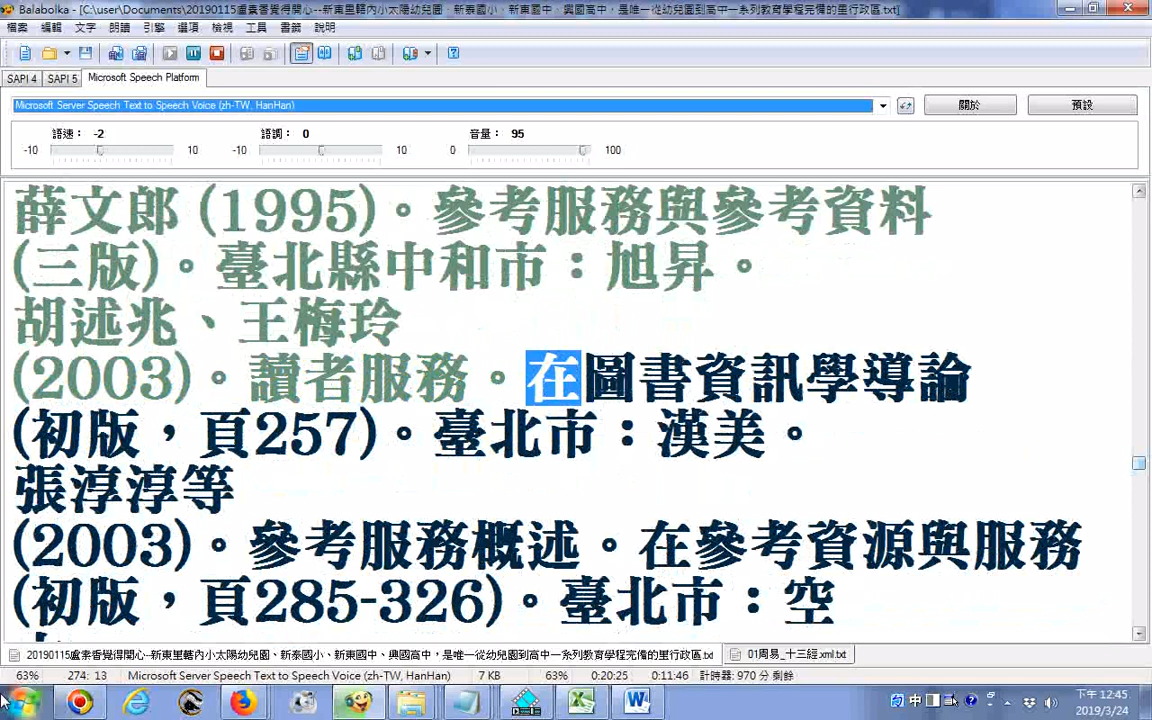 Balabolka - [C:\user\Documents\20190115盧素香覺得開心--新東里轄內小太陽幼兒園、新泰國小、新東國中、興國高中，是唯一從幼兒園到高中一系列教育學程完備的里行政區.txt]
檔案 編輯 文字 朗讀 引擎 選項 檢視 工具 書籤 說明
SAPI 4 SAPI 5 Microsoft Speech Platform
Microsoft Server Speech Text to Speech Voice (zh-TW, HanHan)
關於 預設
語速： -2 語調： 0 音量： 95
-10 10 -10 10 0 100
薛文郎 (1995)。參考服務與參考資料
(三版)。臺北縣中和市：旭昇。
胡述兆、王梅玲
(2003)。讀者服務。在圖書資訊學導論
(初版，頁257)。臺北市：漢美。
張淳淳等
(2003)。參考服務概述。在參考資源與服務
(初版，頁285-326)。臺北市：空
20190115盧素香覺得開心--新東里轄內小太陽幼兒園、新泰國小、新東國中、興國高中，是唯一從幼兒園到高中一系列教育學程完備的里行政區.txt 01周易_十三經.xml.txt
63% 274: 13 Microsoft Server Speech Text to Speech Voice (zh-TW, HanHan) 7 KB 63% 0:20:25 0:11:46 計時器: 970 分 剩餘
中 下午 12:45
2019/3/24